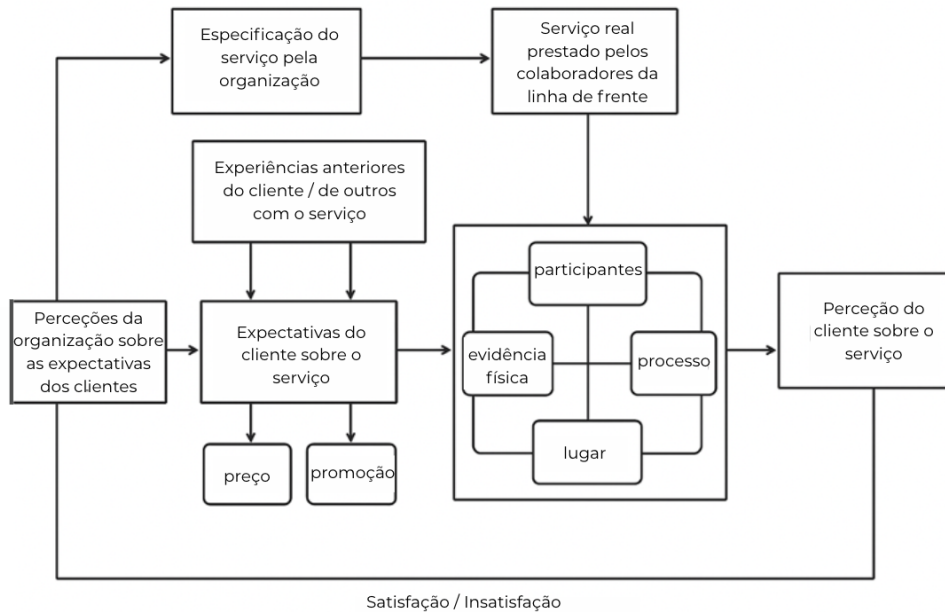 Especificação do
serviço pela
organização
Serviço real
prestado pelos
colaboradores da
linha de frente
Experiências anteriores
do cliente / de outros
com o serviço
participantes
Perceções da
organização sobre
as expectativas
dos clientes
Expectativas do
cliente sobre o
serviço
evidência
física
processo
Perceção do
cliente sobre o
serviço
lugar
preço
promoção
Satisfação / Insatisfação